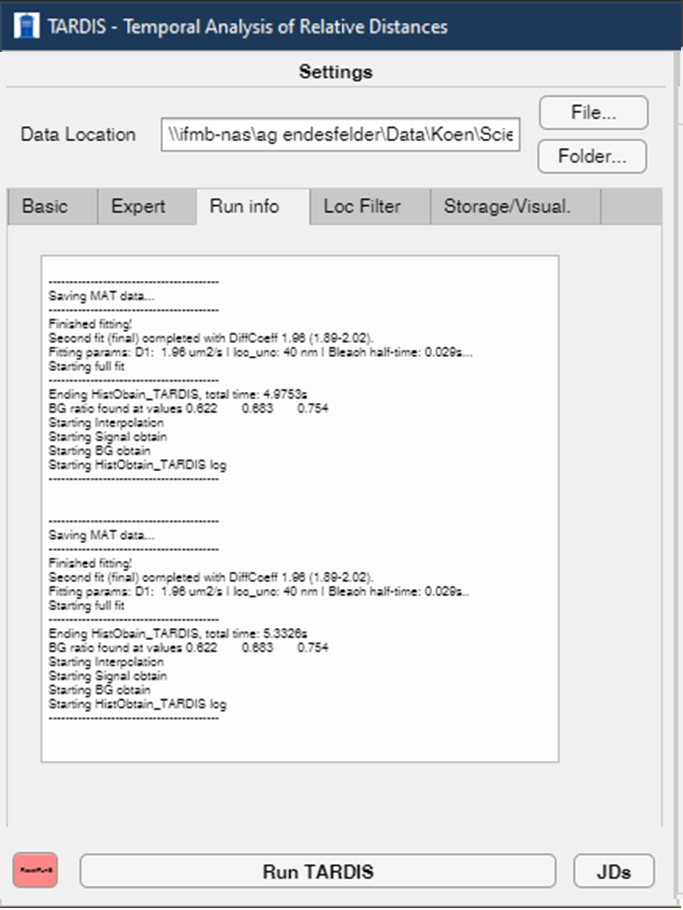 TARDIS - Temporal Analysis of Relative Distances
Settings
Data Location
\\ifmb-nas\ag endesfelder\Data\Koen\Scie
File...
Folder...
Basic
Expert
Run info
Loc Filter
Storage/Visual.
----------------------------------------
Saving MAT data...
----------------------------------------
Finished fitting!
Second fit (final) completed with DiffCoeff 1.96 (1.89-2.02).
Fitting params: D1: 1.96 um2/s | loc_unc: 40 nm | Bleach half-time: 0.029s...
Starting full fit
----------------------------------------
Ending HistObain_TARDIS, total time: 4.9753s
BG ratio found at values 0.622 0.683 0.754
Starting Interpolation
Starting Signal obtain
Starting BG obtain
Starting HistObtain_TARDIS log
----------------------------------------
----------------------------------------
Saving MAT data...
----------------------------------------
Finished fitting!
Second fit (final) completed with DiffCoeff 1.96 (1.89-2.02).
Fitting params: D1: 1.96 um2/s | loc_unc: 40 nm | Bleach half-time: 0.029s..
Starting full fit
----------------------------------------
Ending HistObain_TARDIS, total time: 5.3326s
BG ratio found at values 0.622 0.683 0.754
Starting Interpolation
Starting Signal obtain
Starting BG obtain
Starting HistObtain_TARDIS log
----------------------------------------
Run TARDIS
JDs